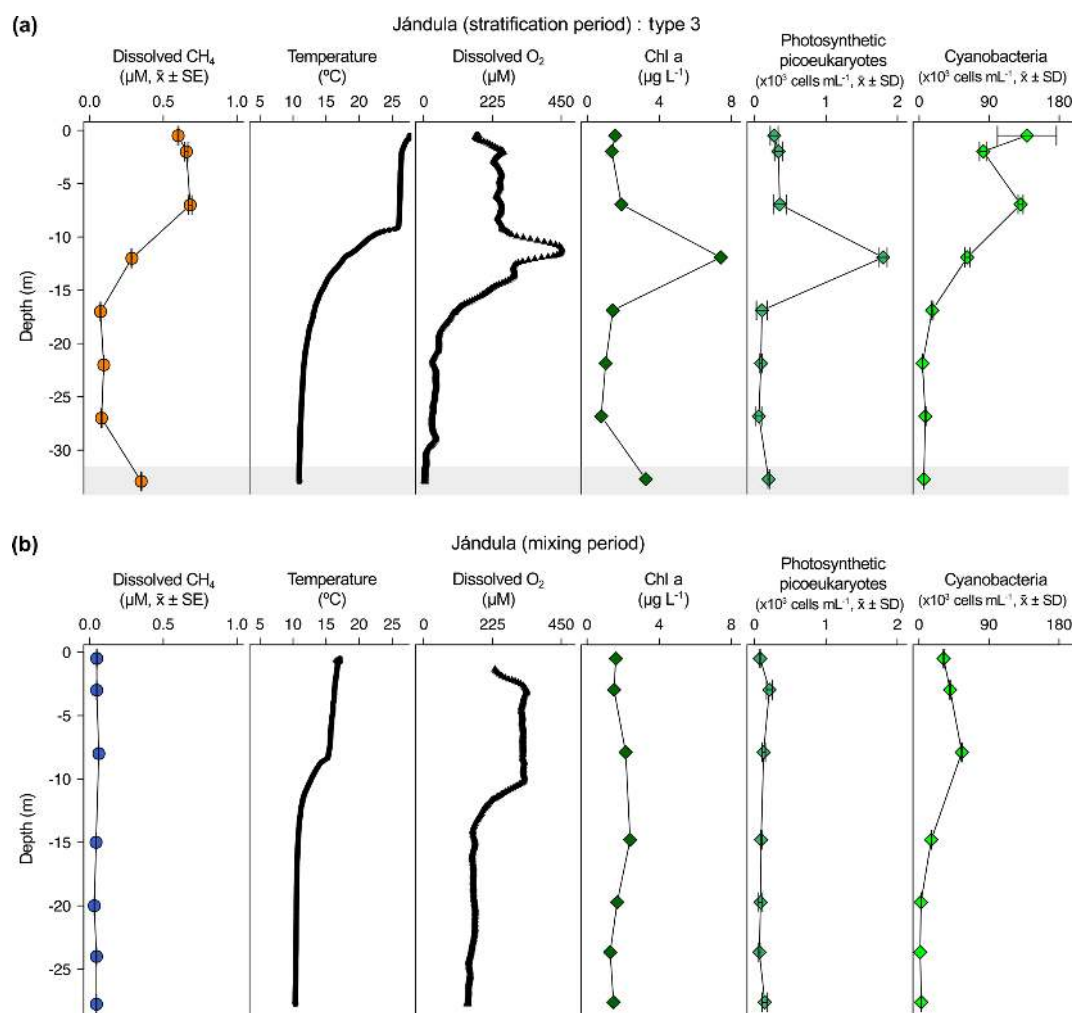 (a)
Jándula (stratification period) : type 3
Dissolved CH₄
(µM, x̄ ± SE)
Temperature
(ºC)
Dissolved O₂
(µM)
Chl a
(µg L⁻¹)
Photosynthetic
picoeukaryotes
(x10³ cells mL⁻¹, x̄ ± SD)
Cyanobacteria
(x10³ cells mL⁻¹, x̄ ± SD)
0.0 0.5 1.0 5 10 15 20 25 0 225 450 0 4 8 0 1 2 0 90 180
0
-5
-10
-15
-20
-25
-30
Depth (m)
(b)
Jándula (mixing period)
Dissolved CH₄
(µM, x̄ ± SE)
Temperature
(ºC)
Dissolved O₂
(µM)
Chl a
(µg L⁻¹)
Photosynthetic
picoeukaryotes
(x10³ cells mL⁻¹, x̄ ± SD)
Cyanobacteria
(x10³ cells mL⁻¹, x̄ ± SD)
0.0 0.5 1.0 5 10 15 20 25 0 225 450 0 4 8 0 1 2 0 90 180
0
-5
-10
-15
-20
-25
Depth (m)